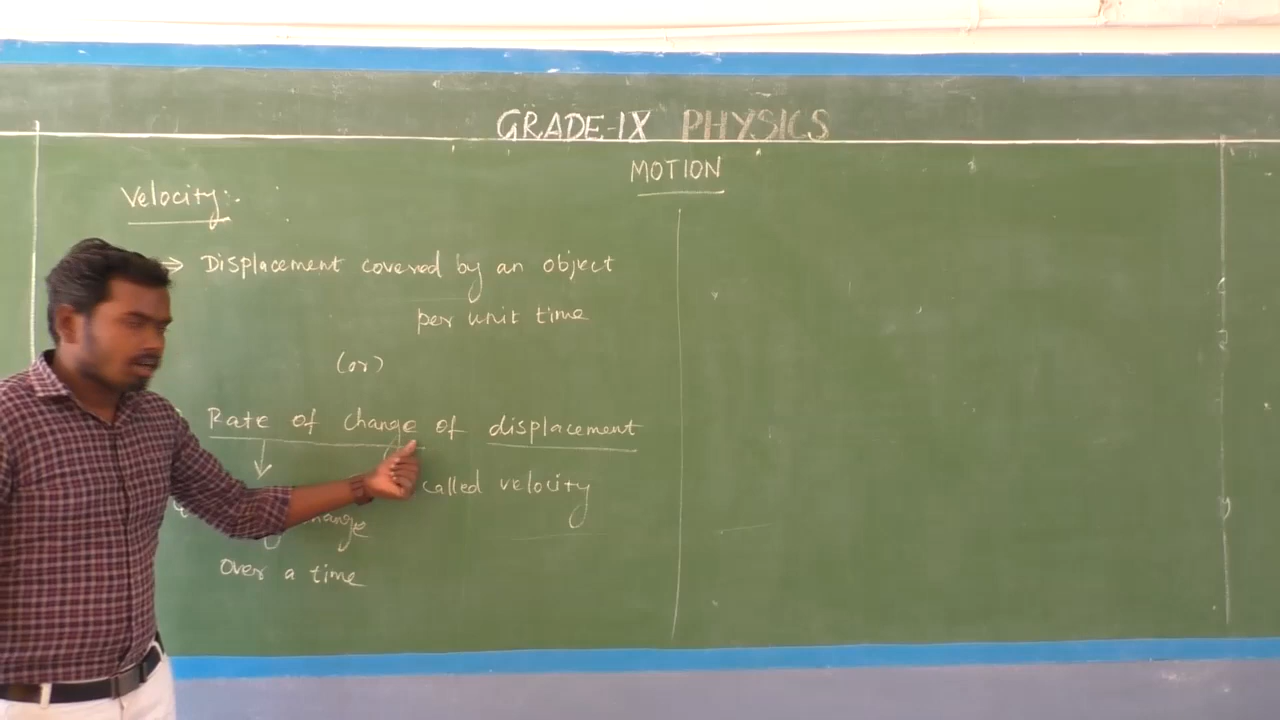 GRADE-IX PHYSICS
MOTION
Velocity:-
⇒ Displacement covered by an object
per unit time
(or)
Rate of change of displacement
called velocity
change
over a time